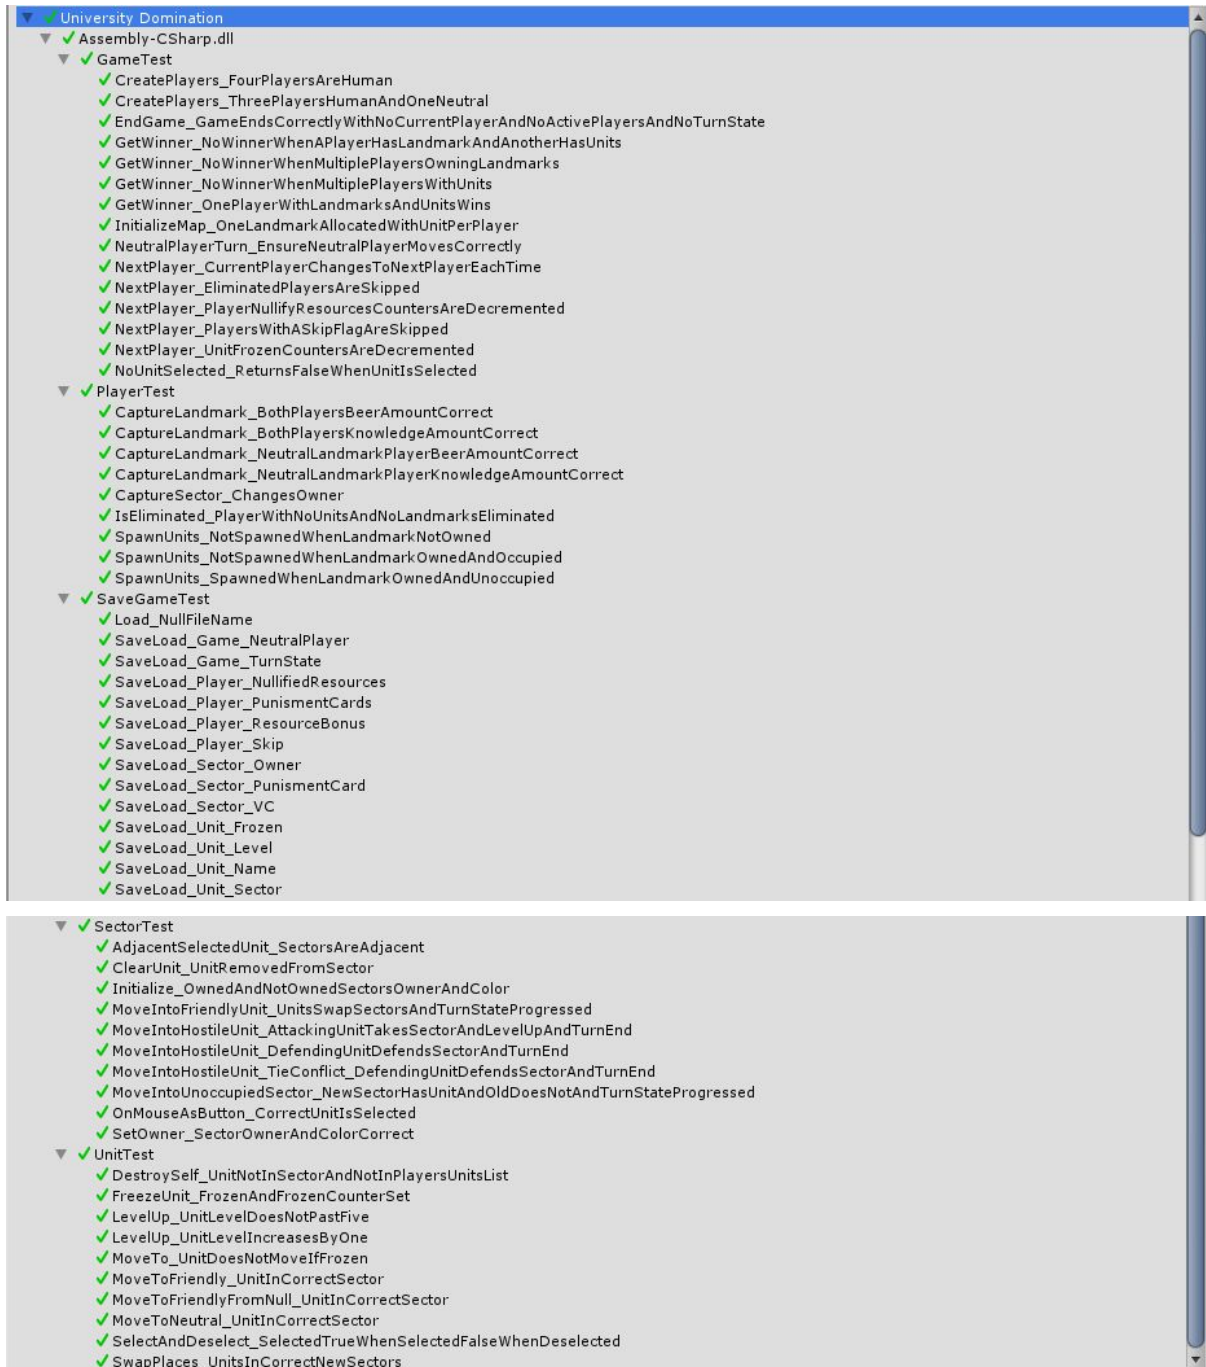 University Domination
Assembly-CSharp.dll
GameTest
CreatePlayers_FourPlayersAreHuman
CreatePlayers_ThreePlayersHumanAndOneNeutral
EndGame_GameEndsCorrectlyWithNoCurrentPlayerAndNoActivePlayersAndNoTurnState
GetWinner_NoWinnerWhenAPlayerHasLandmarkAndAnotherHasUnits
GetWinner_NoWinnerWhenMultiplePlayersOwningLandmarks
GetWinner_NoWinnerWhenMultiplePlayersWithUnits
GetWinner_OnePlayerWithLandmarksAndUnitsWins
InitializeMap_OneLandmarkAllocatedWithUnitPerPlayer
NeutralPlayerTurn_EnsureNeutralPlayerMovesCorrectly
NextPlayer_CurrentPlayerChangesToNextPlayerEachTime
NextPlayer_EliminatedPlayersAreSkipped
NextPlayer_PlayerNullifyResourcesCountersAreDecremented
NextPlayer_PlayersWithASkipFlagAreSkipped
NextPlayer_UnitFrozenCountersAreDecremented
NoUnitSelected_ReturnsFalseWhenUnitIsSelected
PlayerTest
CaptureLandmark_BothPlayersBeerAmountCorrect
CaptureLandmark_BothPlayersKnowledgeAmountCorrect
CaptureLandmark_NeutralLandmarkPlayerBeerAmountCorrect
CaptureLandmark_NeutralLandmarkPlayerKnowledgeAmountCorrect
CaptureSector_ChangesOwner
IsEliminated_PlayerWithNoUnitsAndNoLandmarksEliminated
SpawnUnits_NotSpawnedWhenLandmarkNotOwned
SpawnUnits_NotSpawnedWhenLandmarkOwnedAndOccupied
SpawnUnits_SpawnedWhenLandmarkOwnedAndUnoccupied
SaveGameTest
Load_NullFileName
SaveLoad_Game_NeutralPlayer
SaveLoad_Game_TurnState
SaveLoad_Player_NullifiedResources
SaveLoad_Player_PunismentCards
SaveLoad_Player_ResourceBonus
SaveLoad_Player_Skip
SaveLoad_Sector_Owner
SaveLoad_Sector_PunismentCard
SaveLoad_Sector_VC
SaveLoad_Unit_Frozen
SaveLoad_Unit_Level
SaveLoad_Unit_Name
SaveLoad_Unit_Sector
SectorTest
AdjacentSelectedUnit_SectorsAreAdjacent
ClearUnit_UnitRemovedFromSector
Initialize_OwnedAndNotOwnedSectorsOwnerAndColor
MoveIntoFriendlyUnit_UnitsSwapSectorsAndTurnStateProgressed
MoveIntoHostileUnit_AttackingUnitTakesSectorAndLevelUpAndTurnEnd
MoveIntoHostileUnit_DefendingUnitDefendsSectorAndTurnEnd
MoveIntoHostileUnit_TieConflict_DefendingUnitDefendsSectorAndTurnEnd
MoveIntoUnoccupiedSector_NewSectorHasUnitAndOldDoesNotAndTurnStateProgressed
OnMouseAsButton_CorrectUnitIsSelected
SetOwner_SectorOwnerAndColorCorrect
UnitTest
DestroySelf_UnitNotInSectorAndNotInPlayersUnitsList
FreezeUnit_FrozenAndFrozenCounterSet
LevelUp_UnitLevelDoesNotPastFive
LevelUp_UnitLevelIncreasesByOne
MoveTo_UnitDoesNotMoveIfFrozen
MoveToFriendly_UnitInCorrectSector
MoveToFriendlyFromNull_UnitInCorrectSector
MoveToNeutral_UnitInCorrectSector
SelectAndDeselect_SelectedTrueWhenSelectedFalseWhenDeselected
SwapPlaces_UnitsInCorrectNewSectors